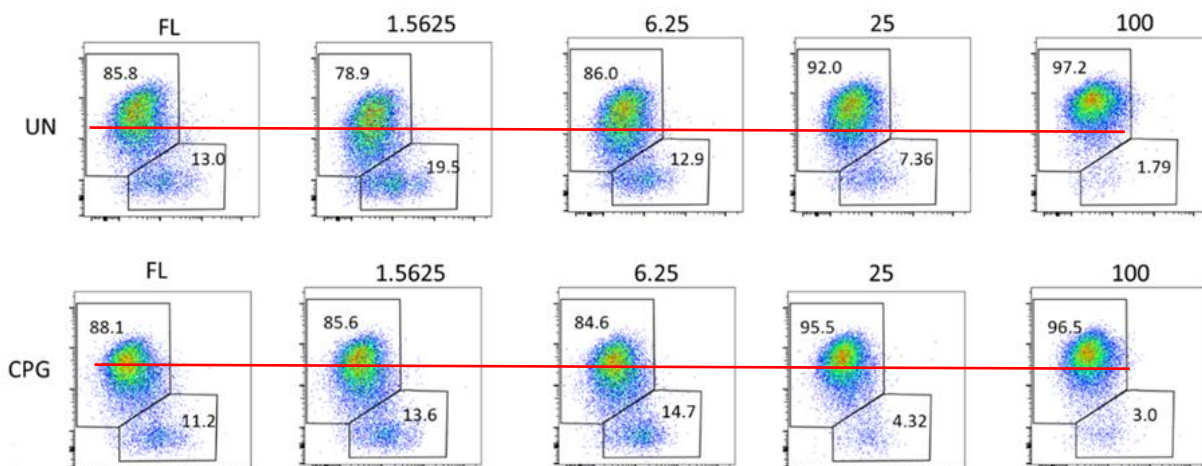 FL 1.5625 6.25 25 100
85.8 78.9 86.0 92.0 97.2
UN
13.0 19.5 12.9 7.36 1.79
FL 1.5625 6.25 25 100
88.1 85.6 84.6 95.5 96.5
CPG
11.2 13.6 14.7 4.32 3.0